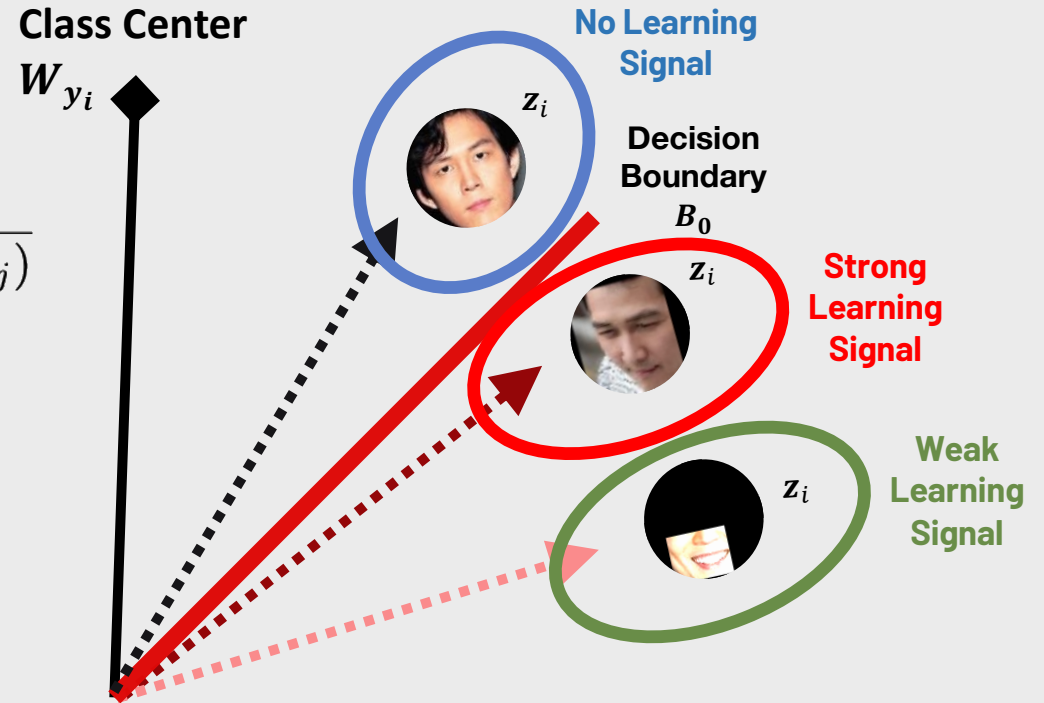 Class Center
W_{y_i}
No Learning
Signal
z_i
Decision
Boundary
B_0
z_i
Strong
Learning
Signal
j)
z_i
Weak
Learning
Signal